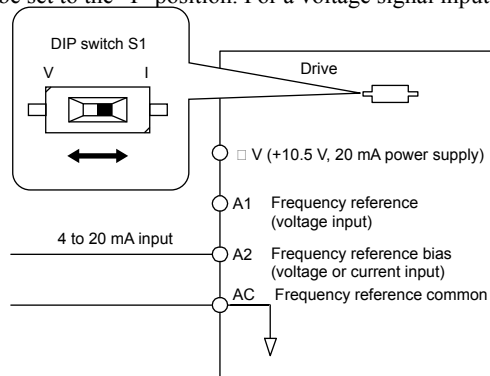 be set to the "I" position. For a voltage signal input
DIP switch S1
V I
Drive
□ V (+10.5 V, 20 mA power supply)
A1 Frequency reference
(voltage input)
4 to 20 mA input
A2 Frequency reference bias
(voltage or current input)
AC Frequency reference common